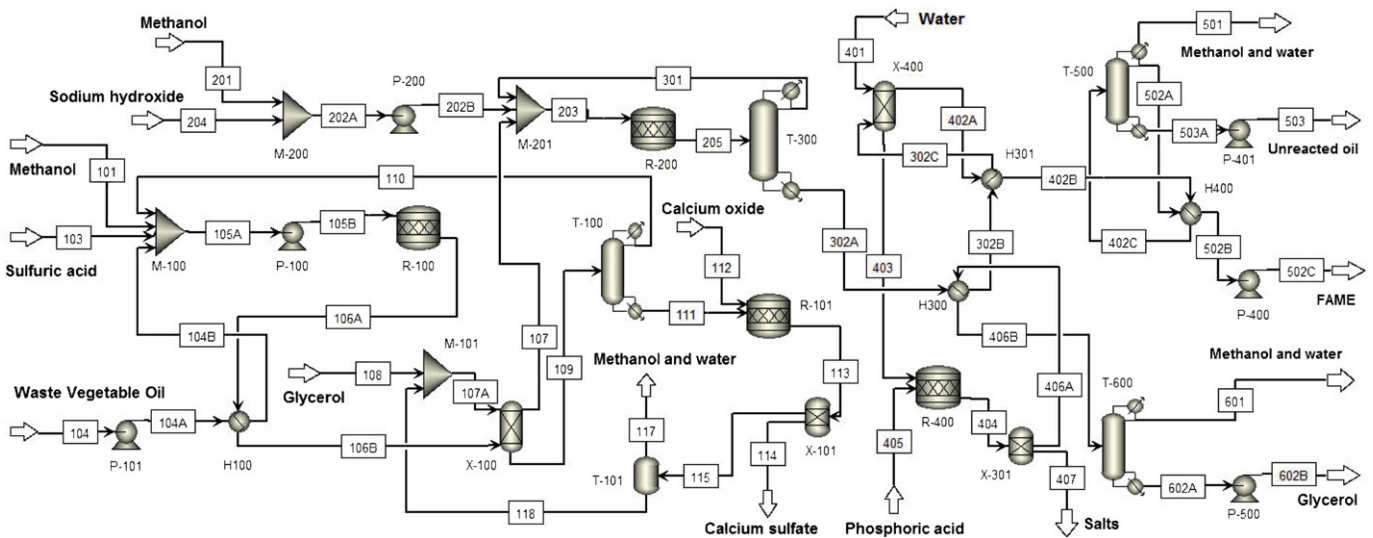 Methanol
201
Sodium hydroxide
204
M-200
202A
P-200
202B
301
203
M-201
R-200
205
T-300
Methanol
101
110
103
Sulfuric acid
M-100
105A
105B
P-100
R-100
106A
104B
Waste Vegetable Oil
104
104A
P-101
H100
106B
Glycerol
108
M-101
107A
X-100
107
109
T-100
111
Calcium oxide
112
R-101
113
Methanol and water
117
T-101
118
115
114
X-101
Calcium sulfate
Water
401
X-400
402A
302C
H301
402B
302A
302B
403
H300
406B
406A
R-400
404
405
X-301
407
Phosphoric acid
Salts
501
Methanol and water
T-500
502A
503A
503
P-401
Unreacted oil
H400
402C
502B
502C
P-400
FAME
Methanol and water
T-600
601
602A
602B
P-500
Glycerol